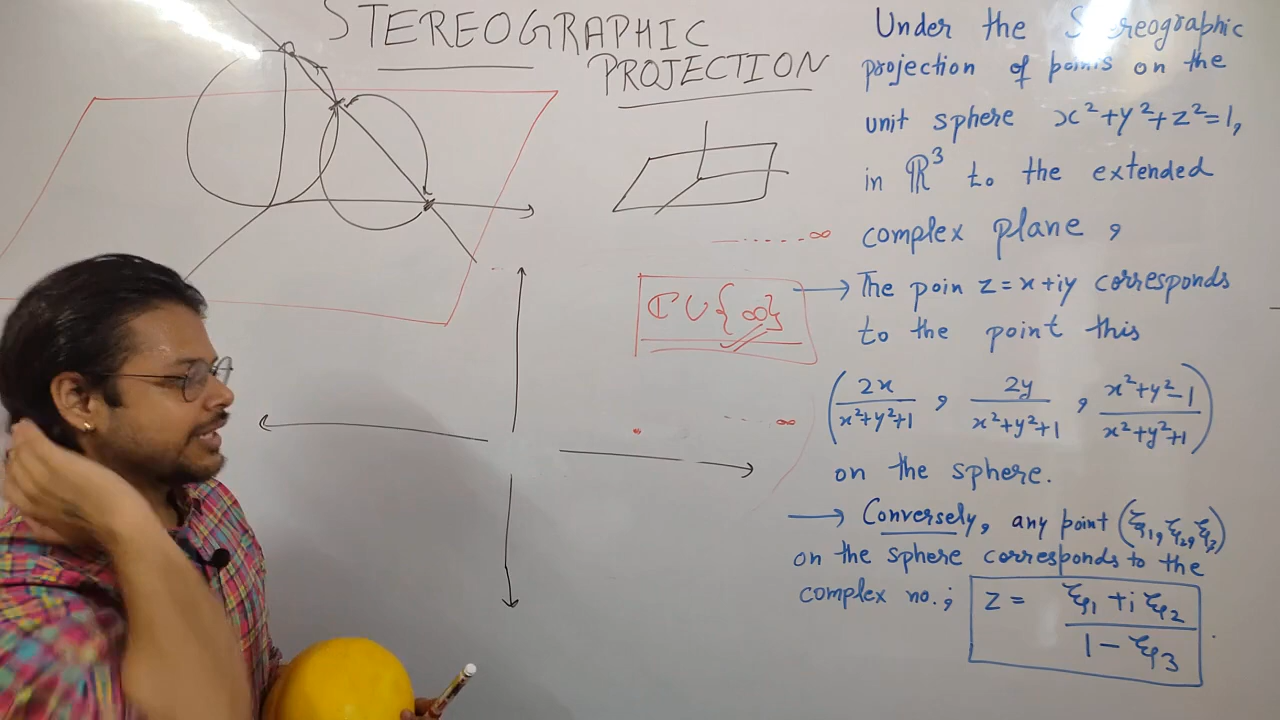 STEREOGRAPHIC
PROJECTION
Under the S reographic
projection of points on the
unit sphere x²+y²+z²=1,
in ℝ³ to the extended
complex plane,
→ The poin z=x+iy corresponds
to the point this
(2x/(x²+y²+1), 2y/(x²+y²+1), (x²+y²-1)/(x²+y²+1))
on the sphere.
→ Conversely, any point (ξ₁, ξ₂, ξ₃)
on the sphere corresponds to the
complex no.; z = (ξ₁ + i ξ₂)/(1 - ξ₃)
...... ∞
ℂ ∪ {∞}
..... ∞